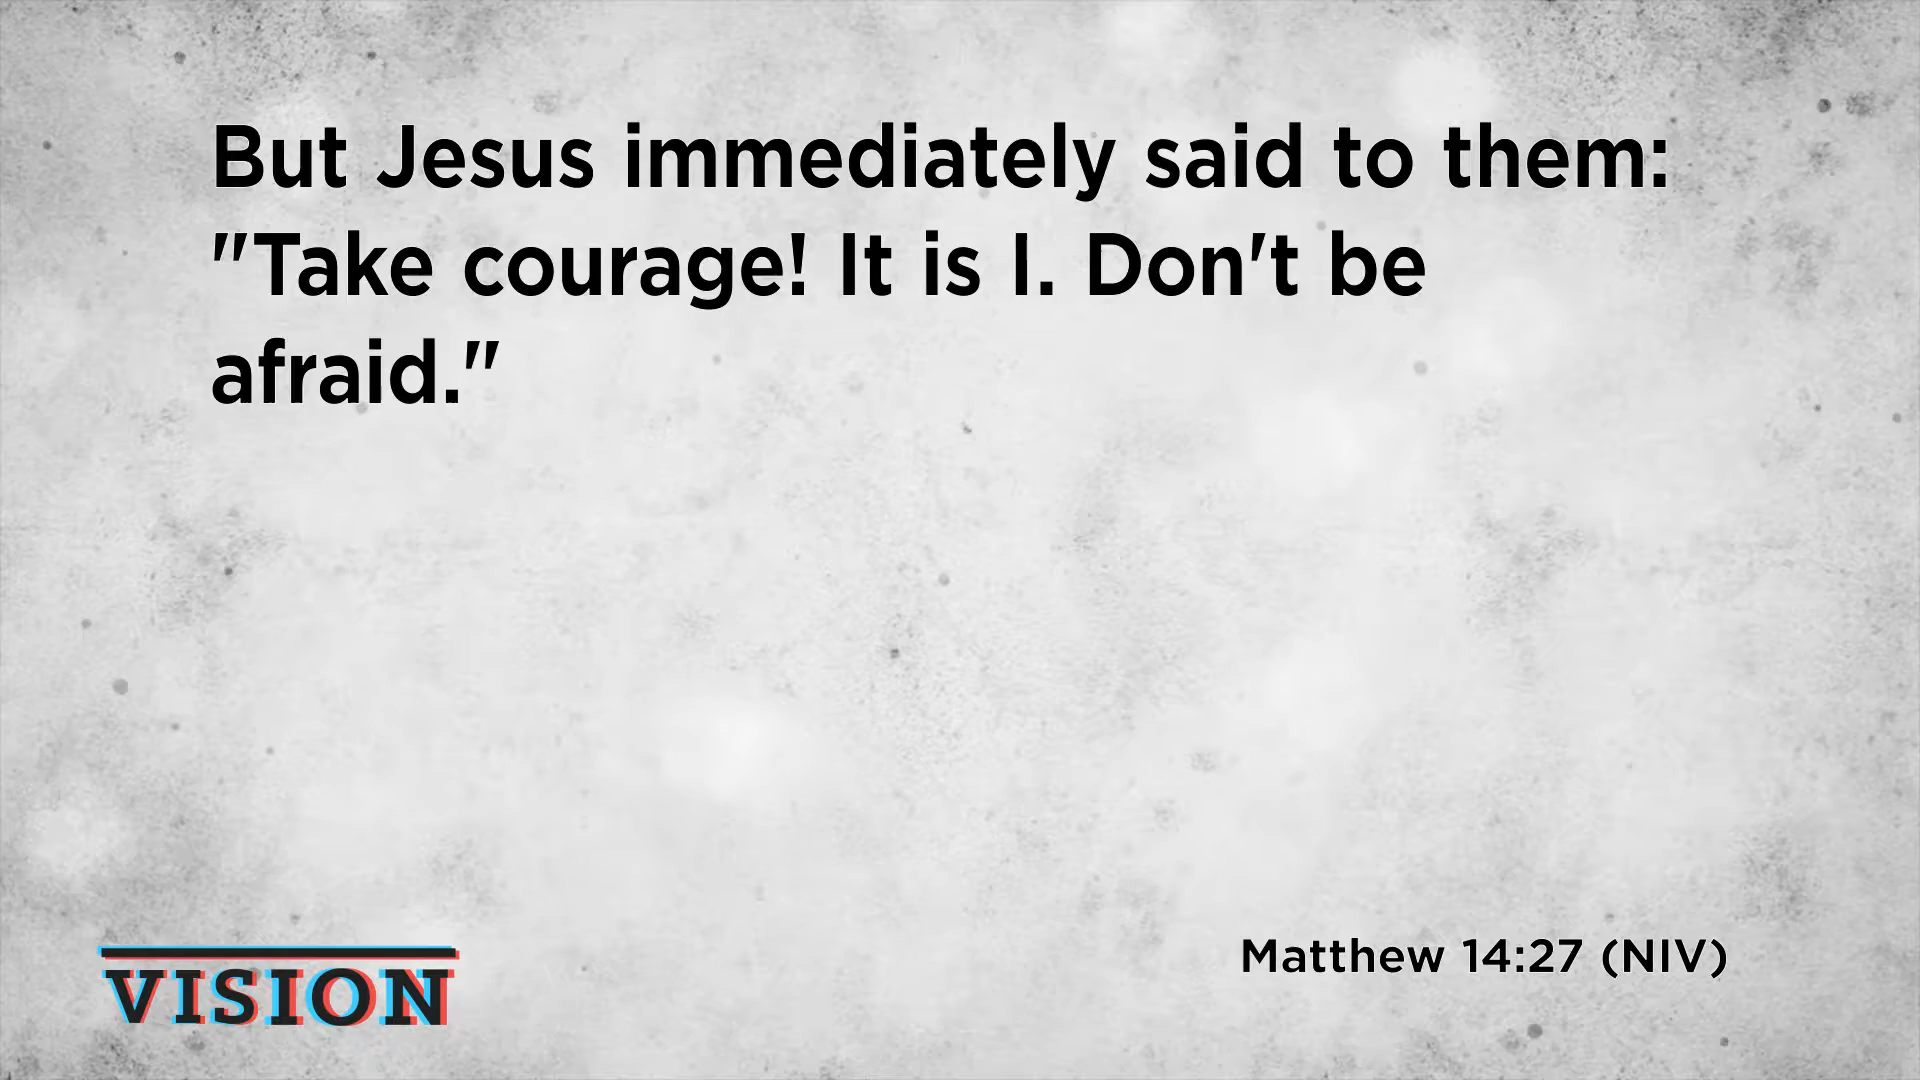 But Jesus immediately said to them:
"Take courage! It is I. Don't be
afraid."
Matthew 14:27 (NIV)
VISION